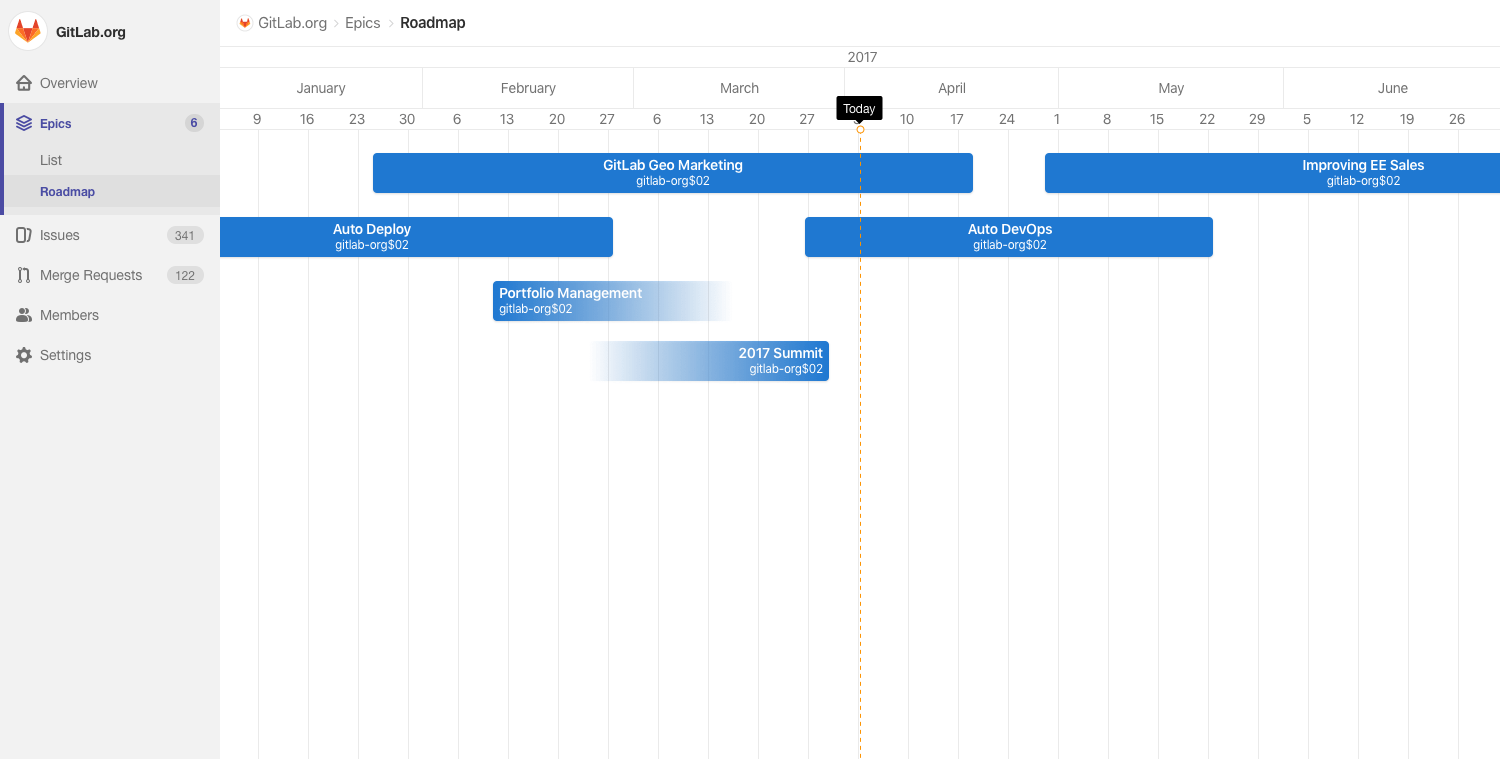 GitLab.org
Overview
Epics 6
List
Roadmap
Issues 341
Merge Requests 122
Members
Settings
GitLab.org › Epics › Roadmap
2017
January February March April May June
Today
9 16 23 30 6 13 20 27 6 13 20 27 10 17 24 1 8 15 22 29 5 12 19 26
GitLab Geo Marketing
gitlab-org$02
Improving EE Sales
gitlab-org$02
Auto Deploy
gitlab-org$02
Auto DevOps
gitlab-org$02
Portfolio Management
gitlab-org$02
2017 Summit
gitlab-org$02